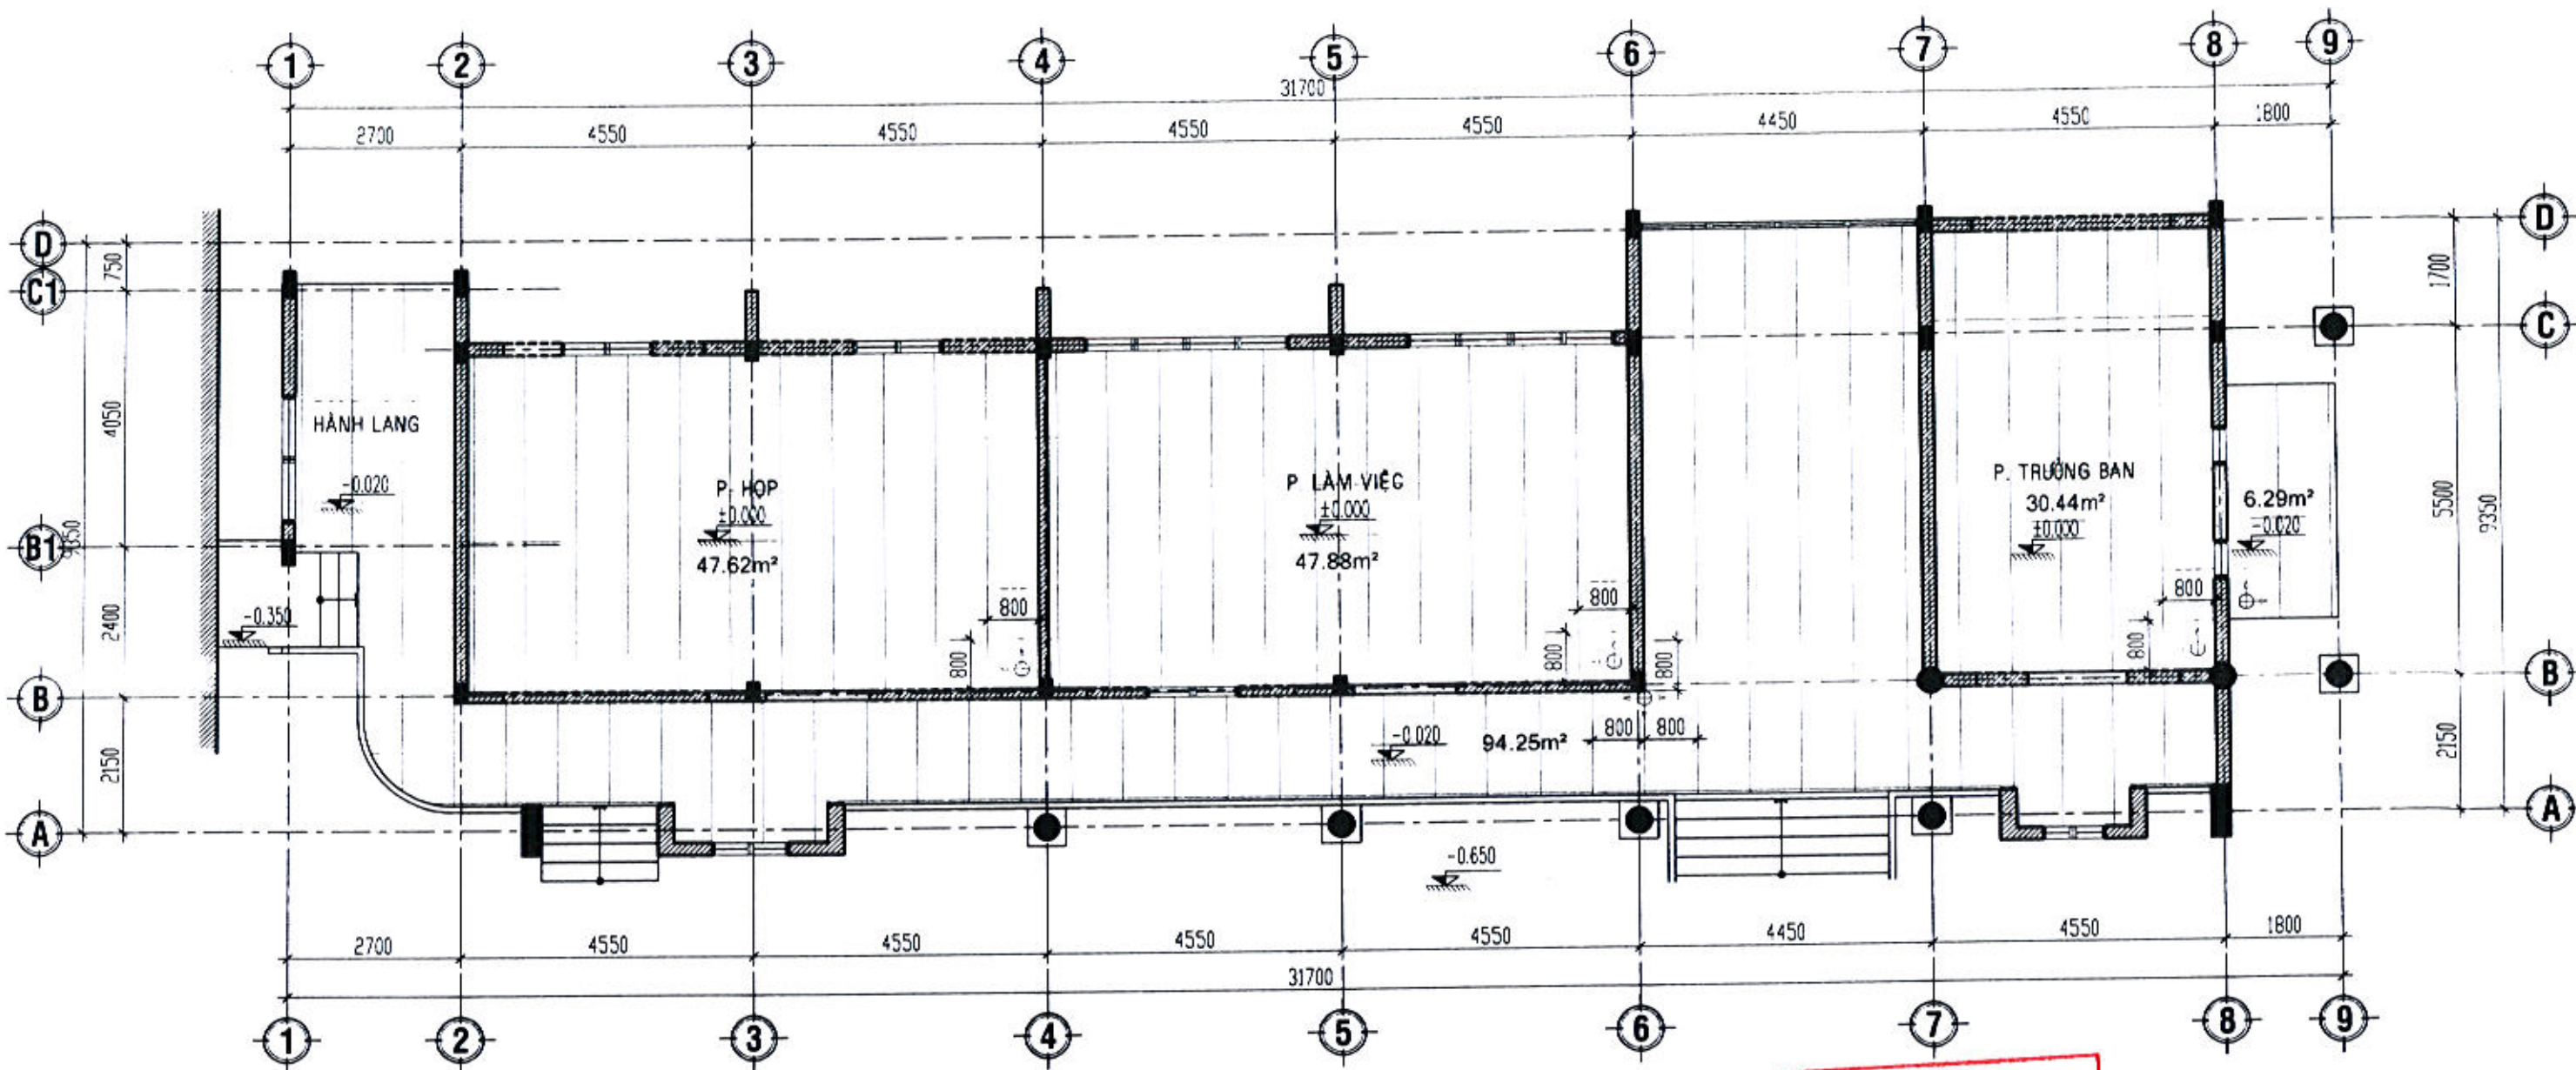 1 2 3 4 5 6 7 8 9
31700
2700 4550 4550 4550 4550 4450 4550 1800
D D
750 1700
C1 C
4050
HÀNH LANG
-0.020
P. HỌP
±0.000
47.62m²
P. LÀM VIỆC
±0.000
47.88m²
P. TRƯỞNG BAN
30.44m²
±0.000
6.29m²
-0.020
9350 5500 9350
B1
2400
-0.350
800 800 800
800 800 800 800
B B
2150 2150
-0.020 94.25m² 800 800
A A
-0.650
2700 4550 4550 4550 4550 4450 4550 1800
31700
1 2 3 4 5 6 7 8 9